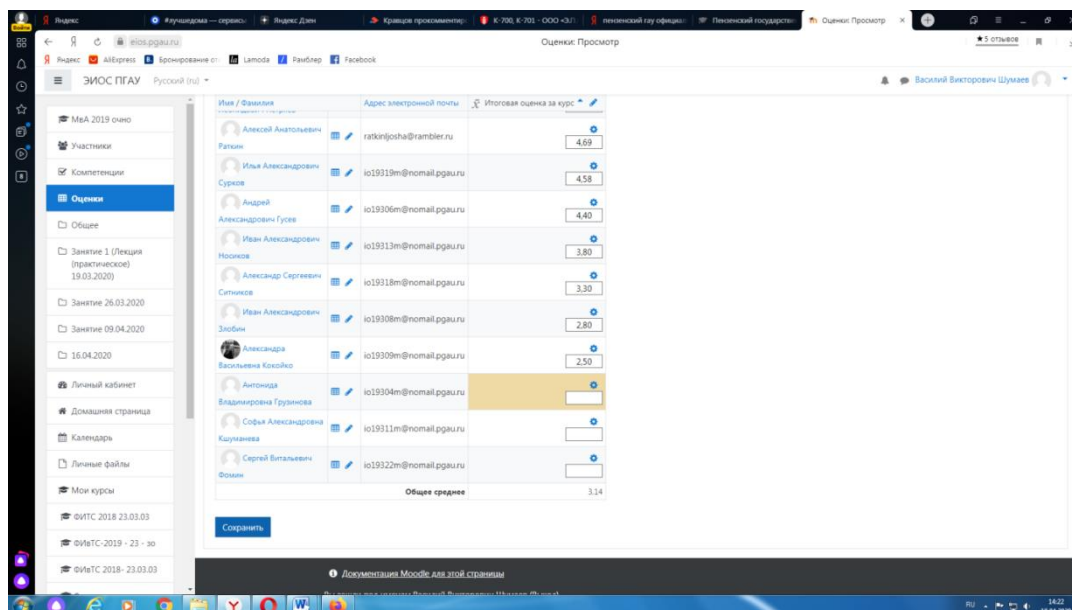 Яндекс
#лучшедома — сервисы
Яндекс Дзен
Кравцов прокомментир
К-700, К-701 - ООО «З.П
пензенский гау официа
Пензенский государстве
Оценки: Просмотр
Войти
eios.pgau.ru
Оценки: Просмотр
★ 5 отзывов
Яндекс
AliExpress
Бронирование от
Lamoda
Рамблер
Facebook
ЭИОС ПГАУ
Русский (ru)
Василий Викторович Шумаев
МвА 2019 очно
Участники
Компетенции
Оценки
Общее
Занятие 1 (Лекция
(практическое)
19.03.2020)
Занятие 26.03.2020
Занятие 09.04.2020
16.04.2020
Личный кабинет
Домашняя страница
Календарь
Личные файлы
Мои курсы
ФИТС 2018 23.03.03
ФИвТС-2019 - 23 - зо
ФИвТС 2018- 23.03.03
Имя / Фамилия
Адрес электронной почты
Итоговая оценка за курс
Алексей Анатольевич
Раткин
ratkinljosha@rambler.ru
4,69
Илья Александрович
Сурков
io19319m@nomail.pgau.ru
4,58
Андрей
Александрович Гусев
io19306m@nomail.pgau.ru
4,40
Иван Александрович
Носиков
io19313m@nomail.pgau.ru
3,80
Александр Сергеевич
Ситников
io19318m@nomail.pgau.ru
3,30
Иван Александрович
Злобин
io19308m@nomail.pgau.ru
2,80
Александра
Васильевна Кокойко
io19309m@nomail.pgau.ru
2,50
Антонида
Владимировна Грузинова
io19304m@nomail.pgau.ru
Софья Александровна
Кшуманева
io19311m@nomail.pgau.ru
Сергей Витальевич
Фомин
io19322m@nomail.pgau.ru
Общее среднее
3,14
Сохранить
Документация Moodle для этой страницы
RU
14:22